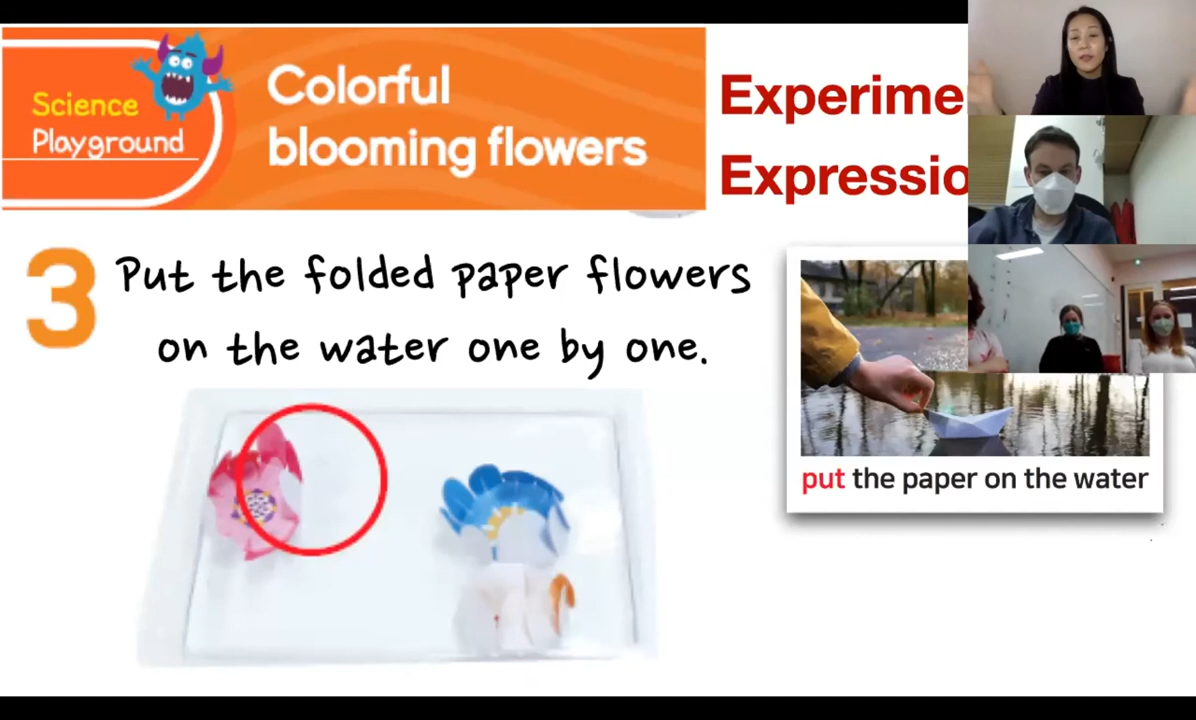 Science
Playground
Colorful
blooming flowers
Experime
Expressio
3
Put the folded paper flowers
on the water one by one.
put the paper on the water